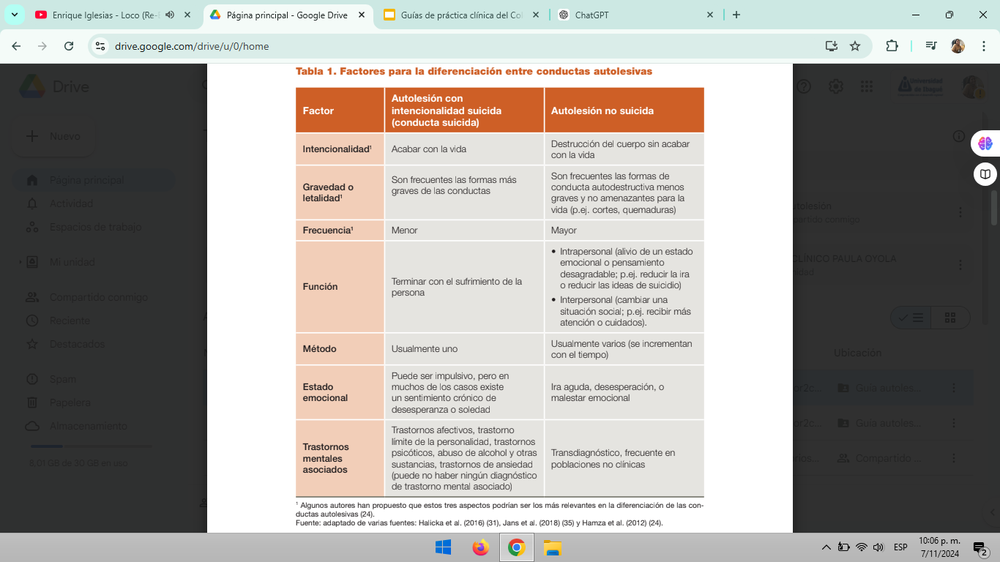 Enrique Iglesias - Loco (Re-E
Página principal - Google Drive
Guías de práctica clínica del Col
ChatGPT
drive.google.com/drive/u/0/home
Drive
Nuevo
Página principal
Actividad
Espacios de trabajo
Mi unidad
Compartido conmigo
Reciente
Destacados
Spam
Papelera
Almacenamiento
8,01 GB de 30 GB en uso
Tabla 1. Factores para la diferenciación entre conductas autolesivas
Factor
Autolesión con
intencionalidad suicida
(conducta suicida)
Autolesión no suicida
Intencionalidad¹
Acabar con la vida
Destrucción del cuerpo sin acabar
con la vida
Gravedad o
letalidad¹
Son frecuentes las formas más
graves de las conductas
Son frecuentes las formas de
conducta autodestructiva menos
graves y no amenazantes para la
vida (p.ej. cortes, quemaduras)
Frecuencia¹
Menor
Mayor
Función
Terminar con el sufrimiento de la
persona
• Intrapersonal (alivio de un estado
emocional o pensamiento
desagradable; p.ej. reducir la ira
o reducir las ideas de suicidio)
• Interpersonal (cambiar una
situación social; p.ej. recibir más
atención o cuidados).
Método
Usualmente uno
Usualmente varios (se incrementan
con el tiempo)
Estado
emocional
Puede ser impulsivo, pero en
muchos de los casos existe
un sentimiento crónico de
desesperanza o soledad
Ira aguda, desesperación, o
malestar emocional
Trastornos
mentales
asociados
Trastornos afectivos, trastorno
límite de la personalidad, trastornos
psicóticos, abuso de alcohol y otras
sustancias, trastornos de ansiedad
(puede no haber ningún diagnóstico
de trastorno mental asociado)
Transdiagnóstico, frecuente en
poblaciones no clínicas
¹ Algunos autores han propuesto que estos tres aspectos podrían ser los más relevantes en la diferenciación de las con-
ductas autolesivas (24).
Fuente: adaptado de varias fuentes: Halicka et al. (2016) (31), Jans et al. (2018) (35) y Hamza et al. (2012) (24).
Universidad
de Ibagué
utolesión
partido conmigo
CLÍNICO PAULA OYOLA
nidad
Ubicación
or2c...
Guia autoles...
or2c...
Guía autoles...
Compartido ...
ESP
10:06 p. m.
7/11/2024
2